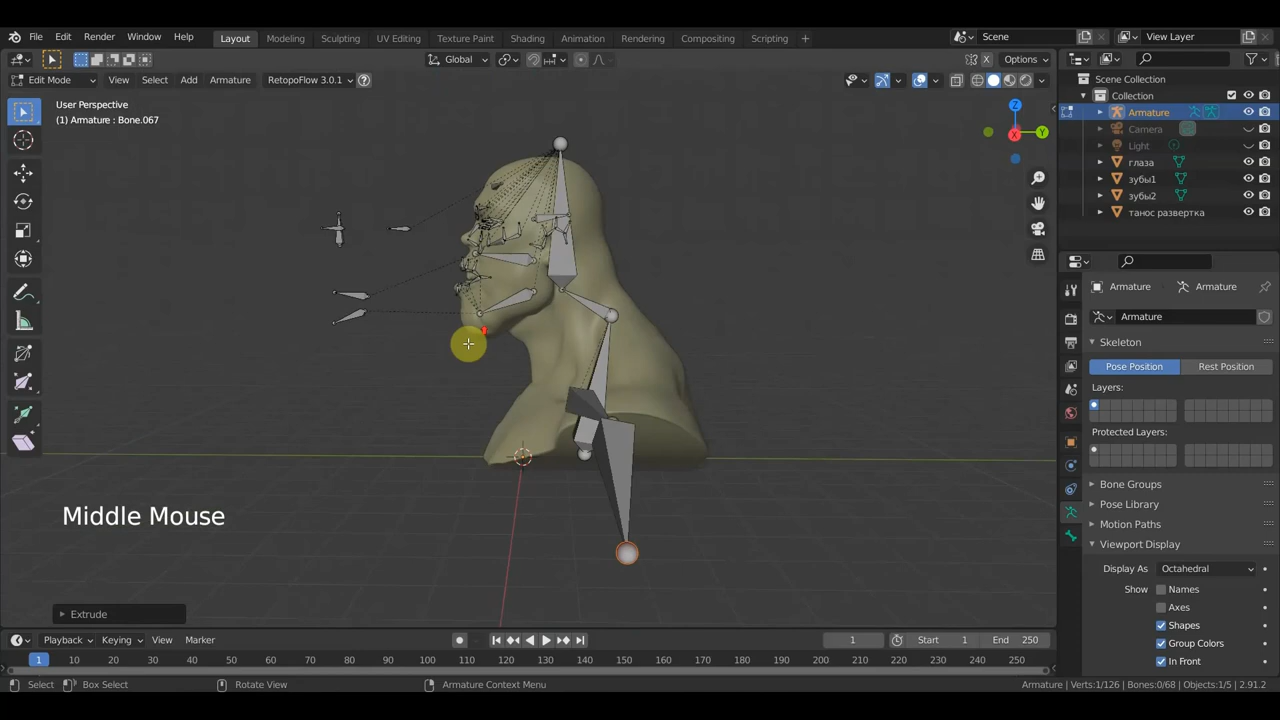 File Edit Render Window Help Layout Modeling Sculpting UV Editing Texture Paint Shading Animation Rendering Compositing Scripting + Scene View Layer
Global Options
Edit Mode View Select Add Armature RetopoFlow 3.0.1
User Perspective
(1) Armature : Bone.067
Scene Collection
Collection
Armature
Camera
Light
глаза
зубы1
зубы2
танос развертка
Armature Armature
Armature
Skeleton
Pose Position Rest Position
Layers:
Protected Layers:
Bone Groups
Pose Library
Motion Paths
Viewport Display
Display As Octahedral
Show Names
Axes
Shapes
Group Colors
In Front
X
Y
Z
Middle Mouse
Extrude
Playback Keying View Marker 1 Start 1 End 250
1 10 20 30 40 50 60 70 80 90 100 110 120 130 140 150 160 170 180 190 200 210 220 230 240 250
Select Box Select Rotate View Armature Context Menu Armature | Verts:1/126 | Bones:0/68 | Objects:1/5 | 2.91.2